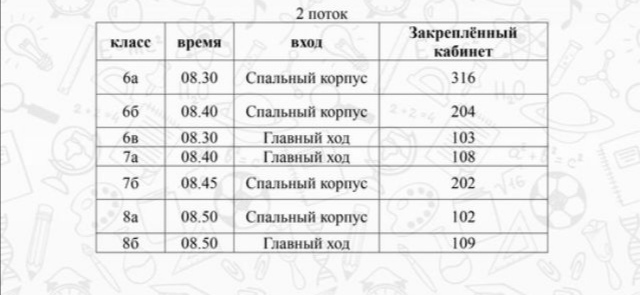 2 поток
класс время вход Закреплённый кабинет
6а 08.30 Спальный корпус 316
6б 08.40 Спальный корпус 204
6в 08.30 Главный ход 103
7а 08.40 Главный ход 108
7б 08.45 Спальный корпус 202
8а 08.50 Спальный корпус 102
8б 08.50 Главный ход 109